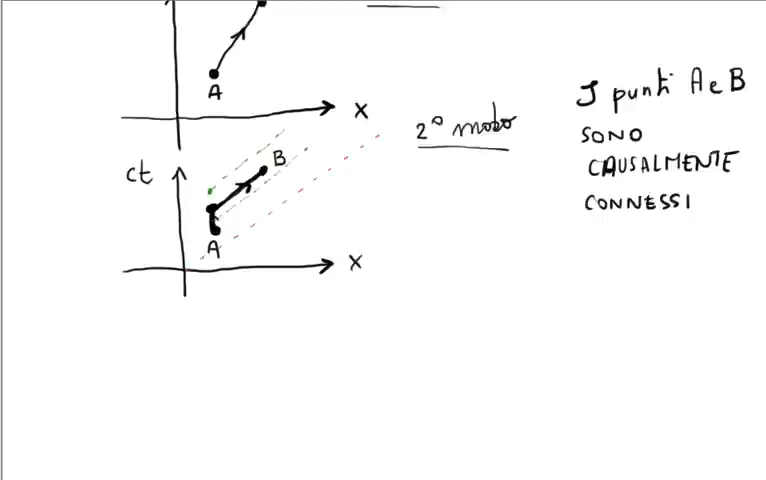 A
X
I punti A e B
2° modo
SONO
CAUSALMENTE
CONNESSI
ct
B
A
X